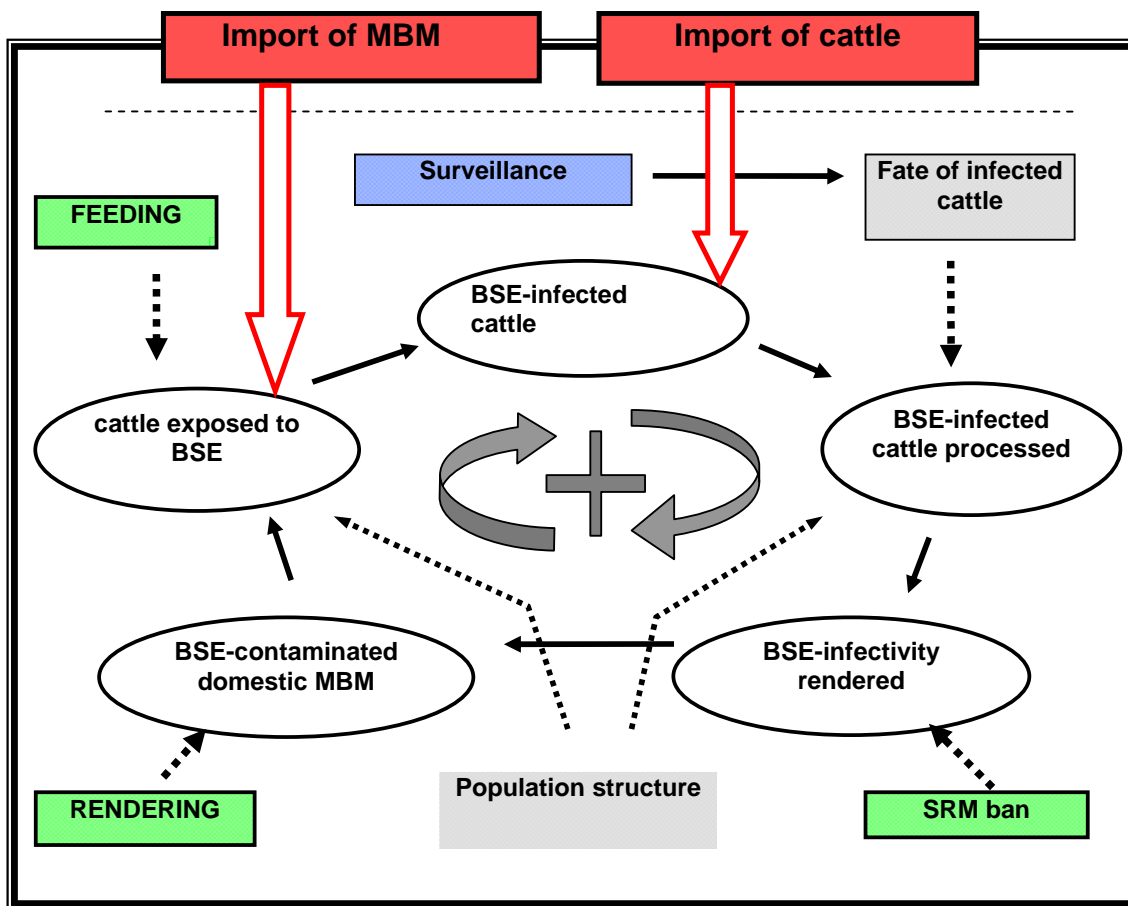 Import of MBM
Import of cattle
Surveillance
Fate of infected
cattle
FEEDING
BSE-infected
cattle
cattle exposed to
BSE
BSE-infected
cattle processed
BSE-contaminated
domestic MBM
BSE-infectivity
rendered
RENDERING
Population structure
SRM ban